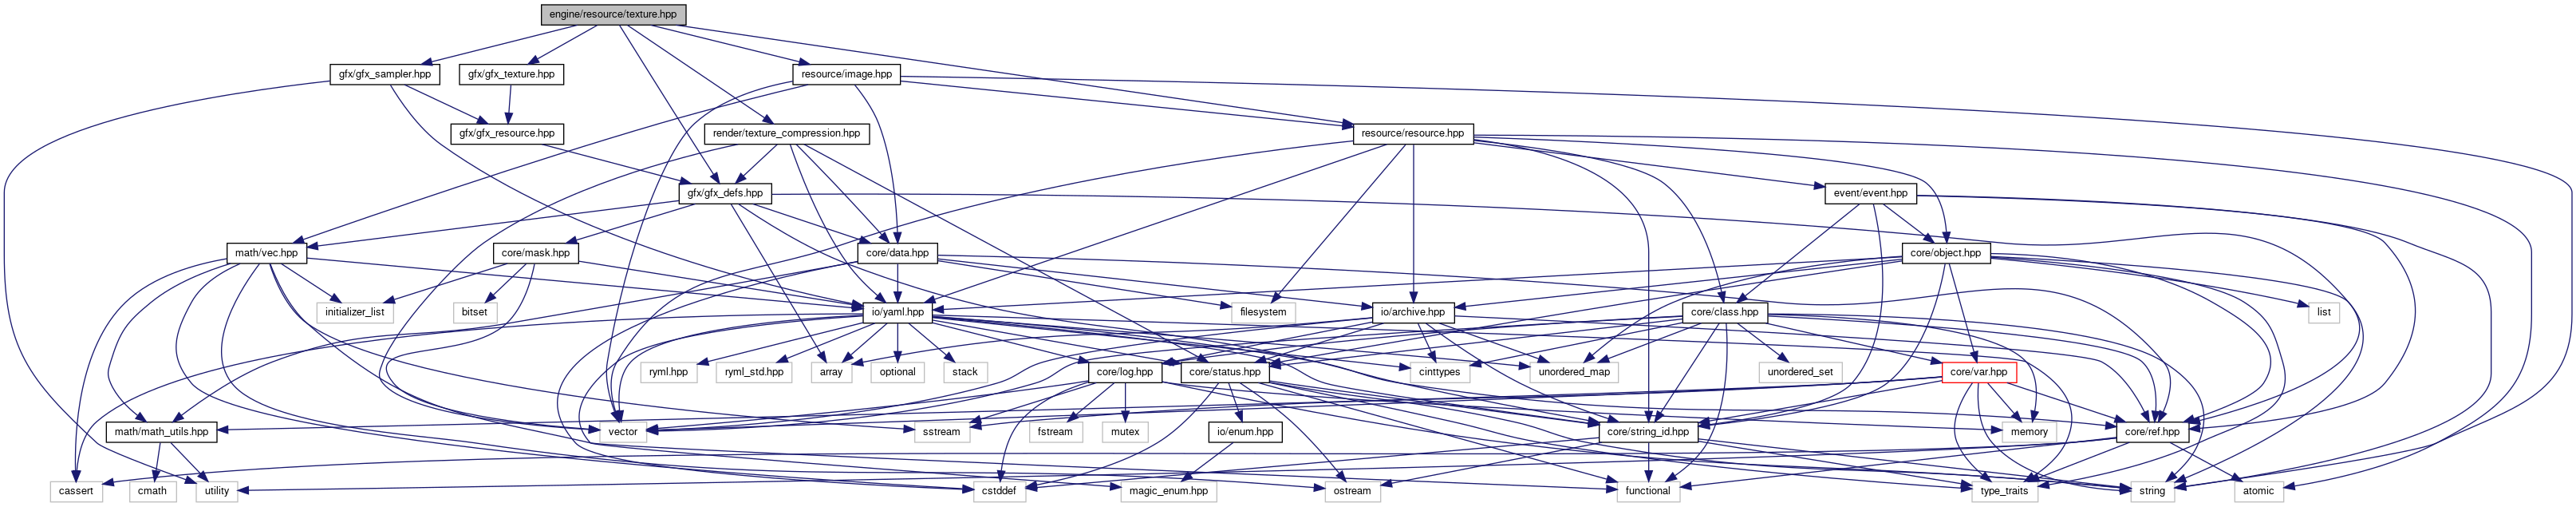 engine/resource/texture.hpp
gfx/gfx_sampler.hpp
gfx/gfx_texture.hpp
resource/image.hpp
gfx/gfx_resource.hpp
render/texture_compression.hpp
resource/resource.hpp
gfx/gfx_defs.hpp
event/event.hpp
math/vec.hpp
core/mask.hpp
core/data.hpp
core/object.hpp
initializer_list
bitset
io/yaml.hpp
filesystem
io/archive.hpp
core/class.hpp
list
ryml.hpp
ryml_std.hpp
array
optional
stack
core/log.hpp
core/status.hpp
cinttypes
unordered_map
unordered_set
core/var.hpp
math/math_utils.hpp
vector
sstream
fstream
mutex
io/enum.hpp
core/string_id.hpp
memory
core/ref.hpp
cassert
cmath
utility
cstddef
magic_enum.hpp
ostream
functional
type_traits
string
atomic